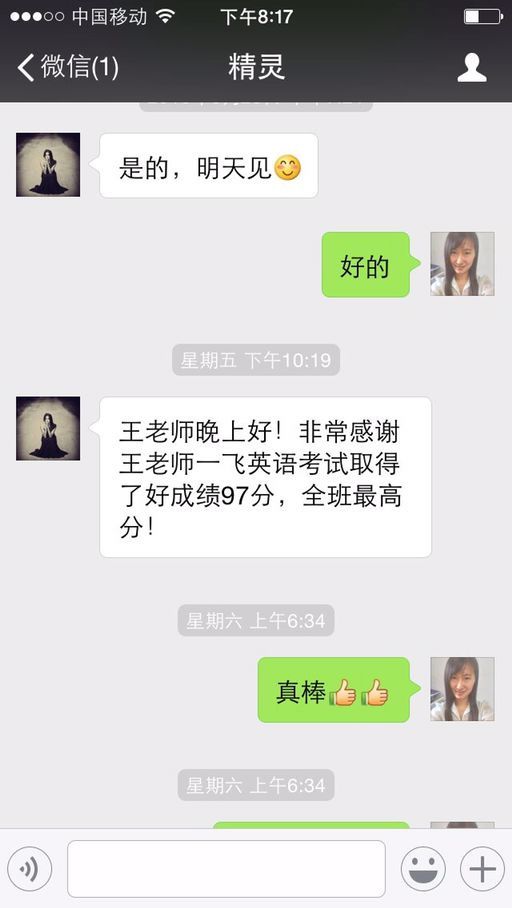 中国移动 下午8:17
微信(1) 精灵
是的，明天见
好的
星期五 下午10:19
王老师晚上好！非常感谢
王老师一飞英语考试取得
了好成绩97分，全班最高
分！
星期六 上午6:34
真棒
星期六 上午6:34